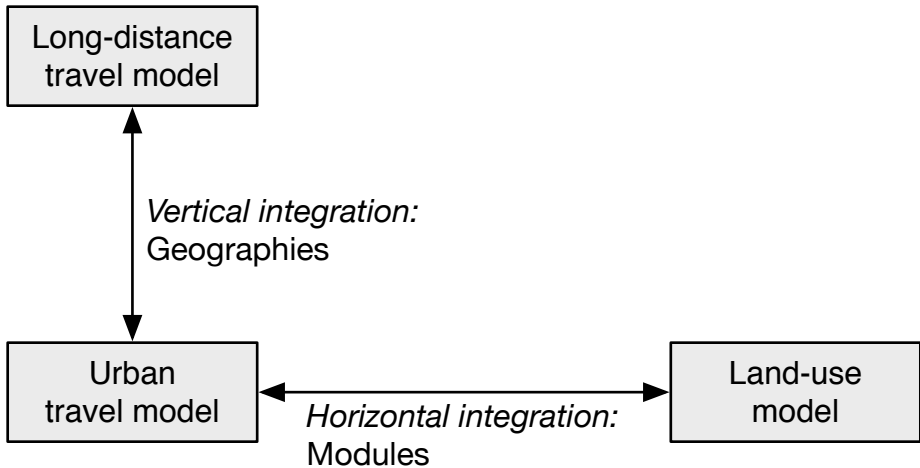 Long-distance
travel model
Vertical integration:
Geographies
Urban
travel model
Horizontal integration:
Modules
Land-use
model